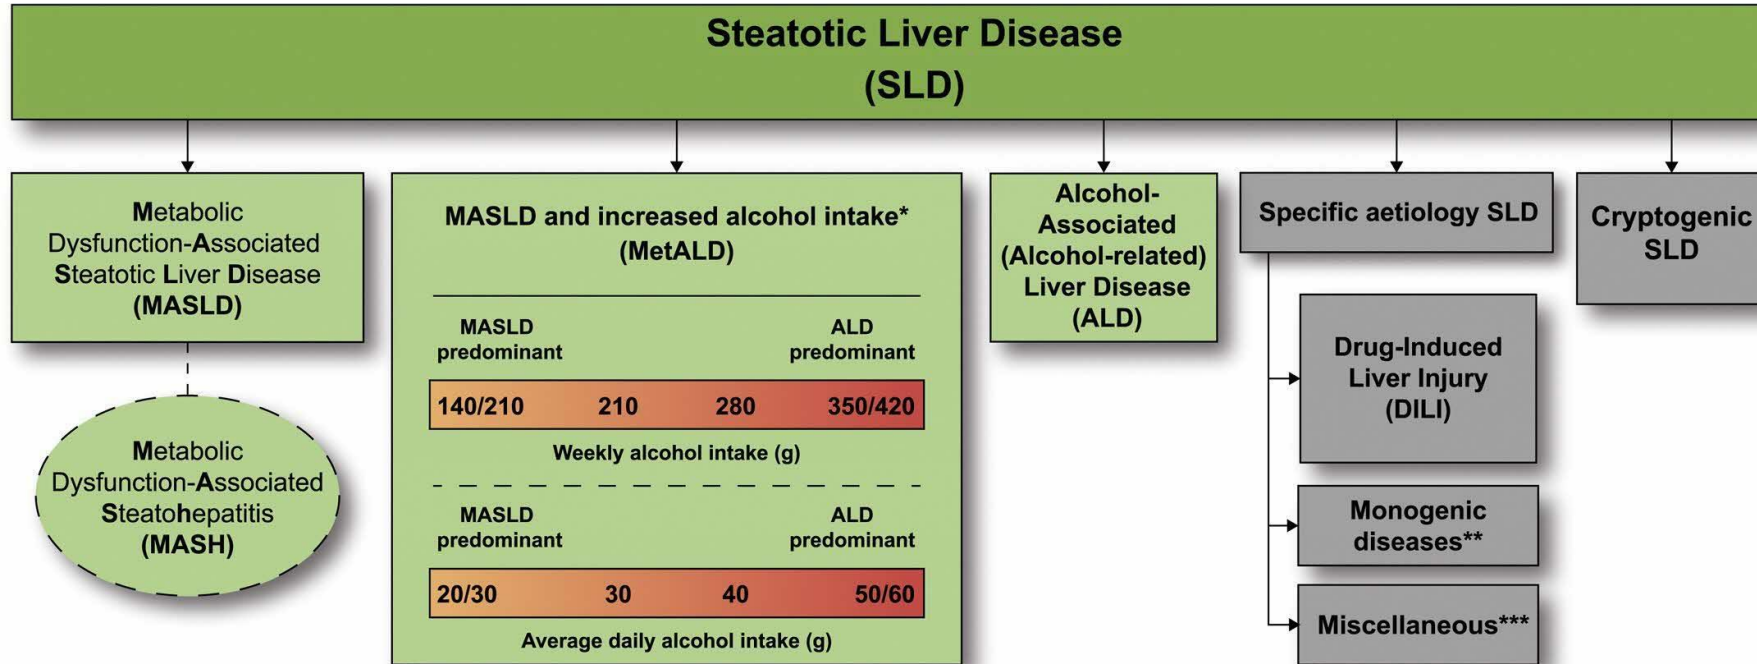 Steatotic Liver Disease
(SLD)
Metabolic
Dysfunction-Associated
Steatotic Liver Disease
(MASLD)
Metabolic
Dysfunction-Associated
Steatohepatitis
(MASH)
MASLD and increased alcohol intake*
(MetALD)
MASLD predominant
ALD predominant
140/210 210 280 350/420
Weekly alcohol intake (g)
MASLD predominant
ALD predominant
20/30 30 40 50/60
Average daily alcohol intake (g)
Alcohol-
Associated
(Alcohol-related)
Liver Disease
(ALD)
Specific aetiology SLD
Drug-Induced
Liver Injury
(DILI)
Monogenic
diseases**
Miscellaneous***
Cryptogenic
SLD